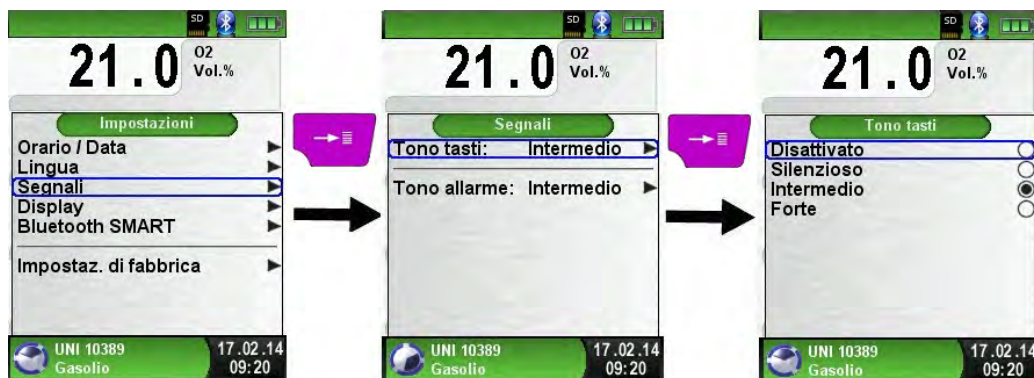 SD
21.0 O2
Vol.%
Impostazioni
Orario / Data
Lingua
Segnali
Display
Bluetooth SMART
Impostaz. di fabbrica
UNI 10389 17.02.14
Gasolio 09:20
SD
21.0 O2
Vol.%
Segnali
Tono tasti: Intermedio
Tono allarme: Intermedio
UNI 10389 17.02.14
Gasolio 09:20
SD
21.0 O2
Vol.%
Tono tasti
Disattivato
Silenzioso
Intermedio
Forte
UNI 10389 17.02.14
Gasolio 09:20